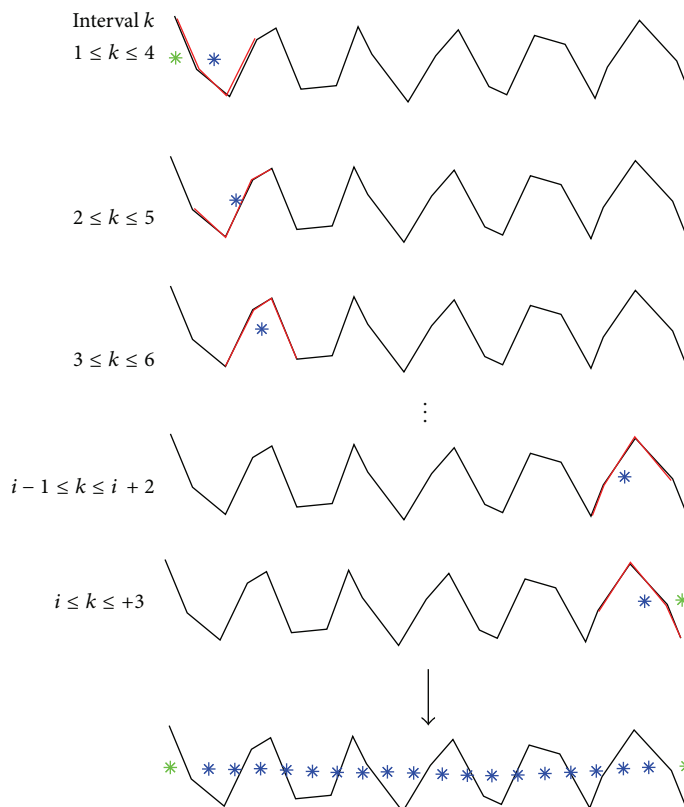 Interval k
1 ≤ k ≤ 4
2 ≤ k ≤ 5
3 ≤ k ≤ 6
⋮
i − 1 ≤ k ≤ i + 2
i ≤ k ≤ +3